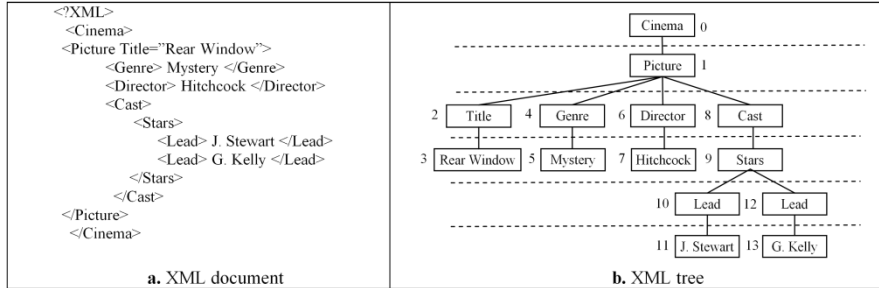 <?XML>
<Cinema>
<Picture Title=”Rear Window”>
<Genre> Mystery </Genre>
<Director> Hitchcock </Director>
<Cast>
<Stars>
<Lead> J. Stewart </Lead>
<Lead> G. Kelly </Lead>
</Stars>
</Cast>
</Picture>
</Cinema>
a. XML document
Cinema 0
Picture 1
2 Title 4 Genre 6 Director 8 Cast
3 Rear Window 5 Mystery 7 Hitchcock 9 Stars
10 Lead 12 Lead
11 J. Stewart 13 G. Kelly
b. XML tree